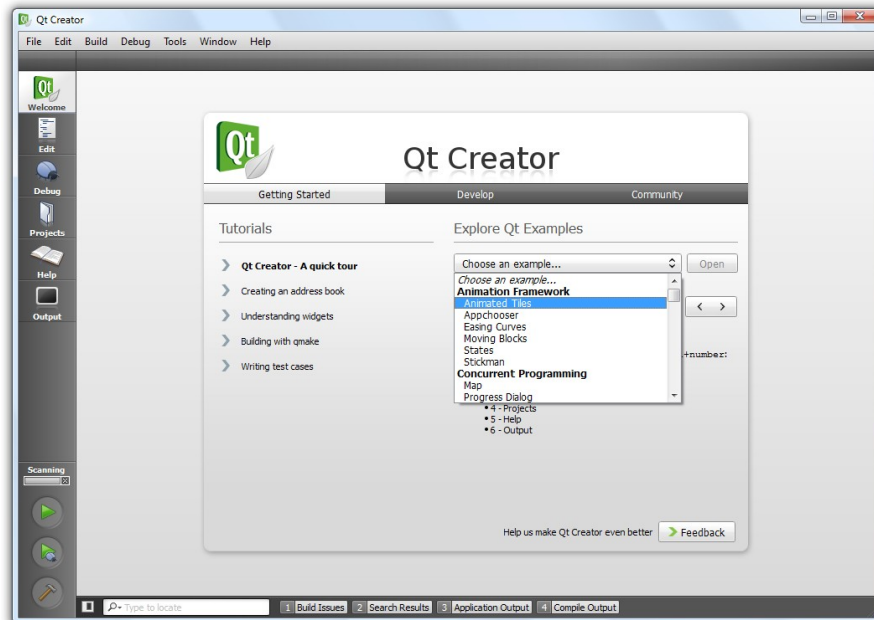 Qt Creator
File Edit Build Debug Tools Window Help
Qt
Welcome
Edit
Debug
Projects
Help
Output
Scanning
Qt
Qt Creator
Getting Started Develop Community
Tutorials
Qt Creator - A quick tour
Creating an address book
Understanding widgets
Building with qmake
Writing test cases
Explore Qt Examples
Choose an example... Open
Choose an example...
Animation Framework
Animated Tiles
Appchooser
Easing Curves
Moving Blocks
States
Stickman
Concurrent Programming
Map
Progress Dialog
+number:
4 - Projects
5 - Help
6 - Output
Help us make Qt Creator even better Feedback
Type to locate 1 Build Issues 2 Search Results 3 Application Output 4 Compile Output